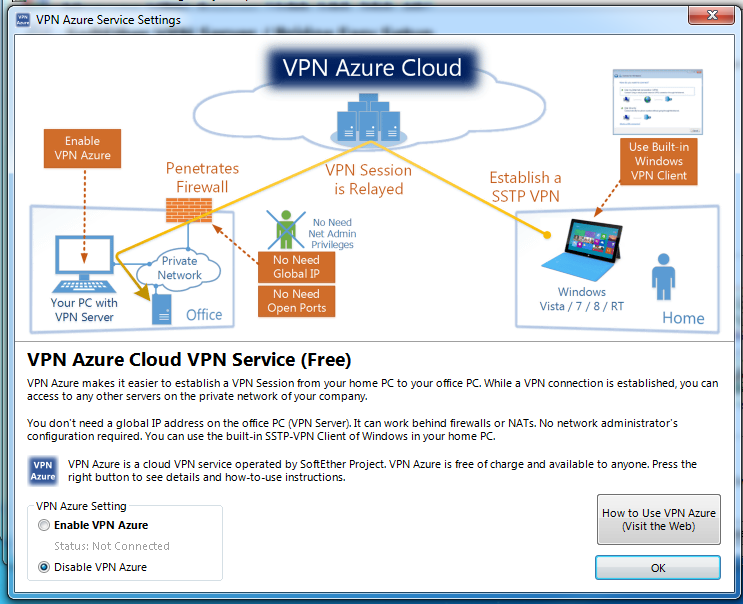 VPN Azure Service Settings
VPN Azure Cloud
Enable
VPN Azure
Penetrates
Firewall
VPN Session
is Relayed
Establish a
SSTP VPN
Use Built-in
Windows
VPN Client
No Need
Net Admin
Privileges
No Need
Global IP
No Need
Open Ports
Private
Network
Your PC with
VPN Server
Office
Windows
Vista / 7 / 8 / RT
Home
VPN Azure Cloud VPN Service (Free)
VPN Azure makes it easier to establish a VPN Session from your home PC to your office PC. While a VPN connection is established, you can
access to any other servers on the private network of your company.
You don't need a global IP address on the office PC (VPN Server). It can work behind firewalls or NATs. No network administrator's
configuration required. You can use the built-in SSTP-VPN Client of Windows in your home PC.
VPN
Azure
VPN Azure is a cloud VPN service operated by SoftEther Project. VPN Azure is free of charge and available to anyone. Press the
right button to see details and how-to-use instructions.
VPN Azure Setting
Enable VPN Azure
Status: Not Connected
Disable VPN Azure
How to Use VPN Azure
(Visit the Web)
OK